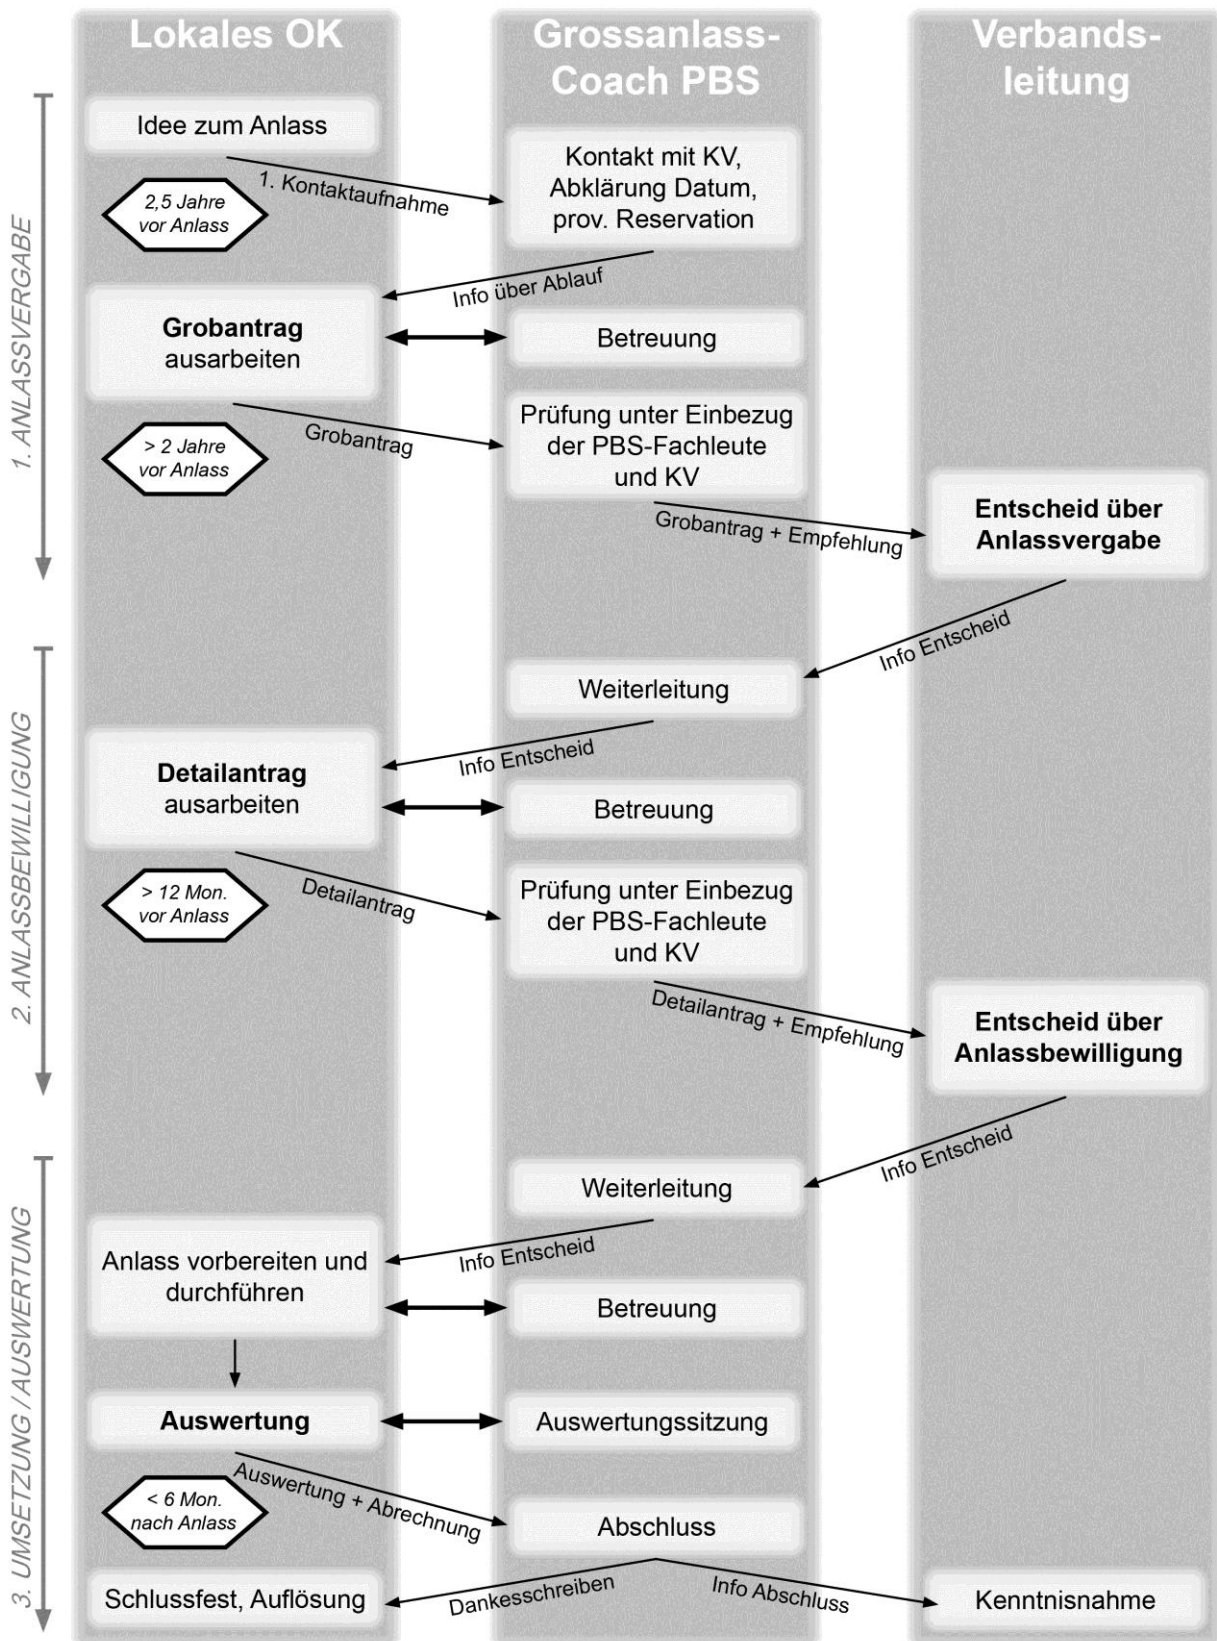 Lokales OK
Grossanlass-
Coach PBS
Verbands-
leitung
1. ANLASSVERGABE
Idee zum Anlass
1. Kontaktaufnahme
Kontakt mit KV,
Abklärung Datum,
prov. Reservation
2,5 Jahre
vor Anlass
Info über Ablauf
Grobantrag
ausarbeiten
Betreuung
> 2 Jahre
vor Anlass
Grobantrag
Prüfung unter Einbezug
der PBS-Fachleute
und KV
Grobantrag + Empfehlung
Entscheid über
Anlassvergabe
2. ANLASSBEWILLIGUNG
Info Entscheid
Weiterleitung
Info Entscheid
Detailantrag
ausarbeiten
Betreuung
> 12 Mon.
vor Anlass
Detailantrag
Prüfung unter Einbezug
der PBS-Fachleute
und KV
Detailantrag + Empfehlung
Entscheid über
Anlassbewilligung
3. UMSETZUNG / AUSWERTUNG
Info Entscheid
Weiterleitung
Info Entscheid
Anlass vorbereiten und
durchführen
Betreuung
Auswertung
Auswertungssitzung
< 6 Mon.
nach Anlass
Auswertung + Abrechnung
Abschluss
Schlussfest, Auflösung
Dankesschreiben
Info Abschluss
Kenntnisnahme